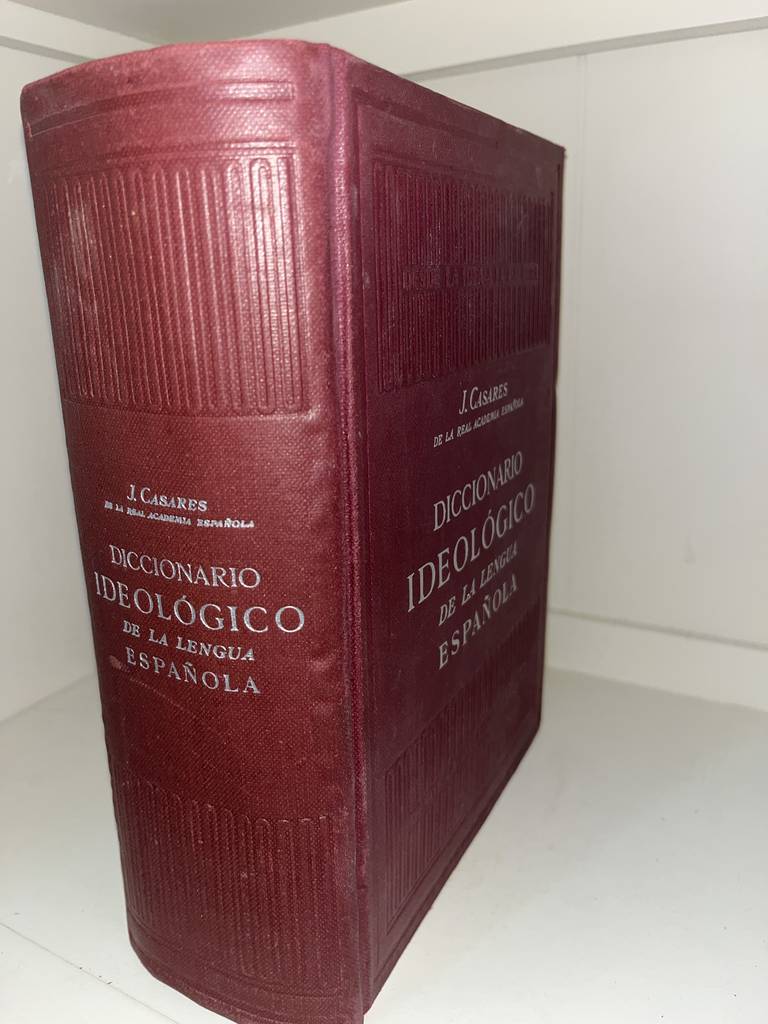 J. CASARES
DE LA REAL ACADEMIA ESPAÑOLA
DICCIONARIO
IDEOLÓGICO
DE LA LENGUA
ESPAÑOLA
J. CASARES
DE LA REAL ACADEMIA ESPAÑOLA
DICCIONARIO
IDEOLÓGICO
DE LA LENGUA
ESPAÑOLA